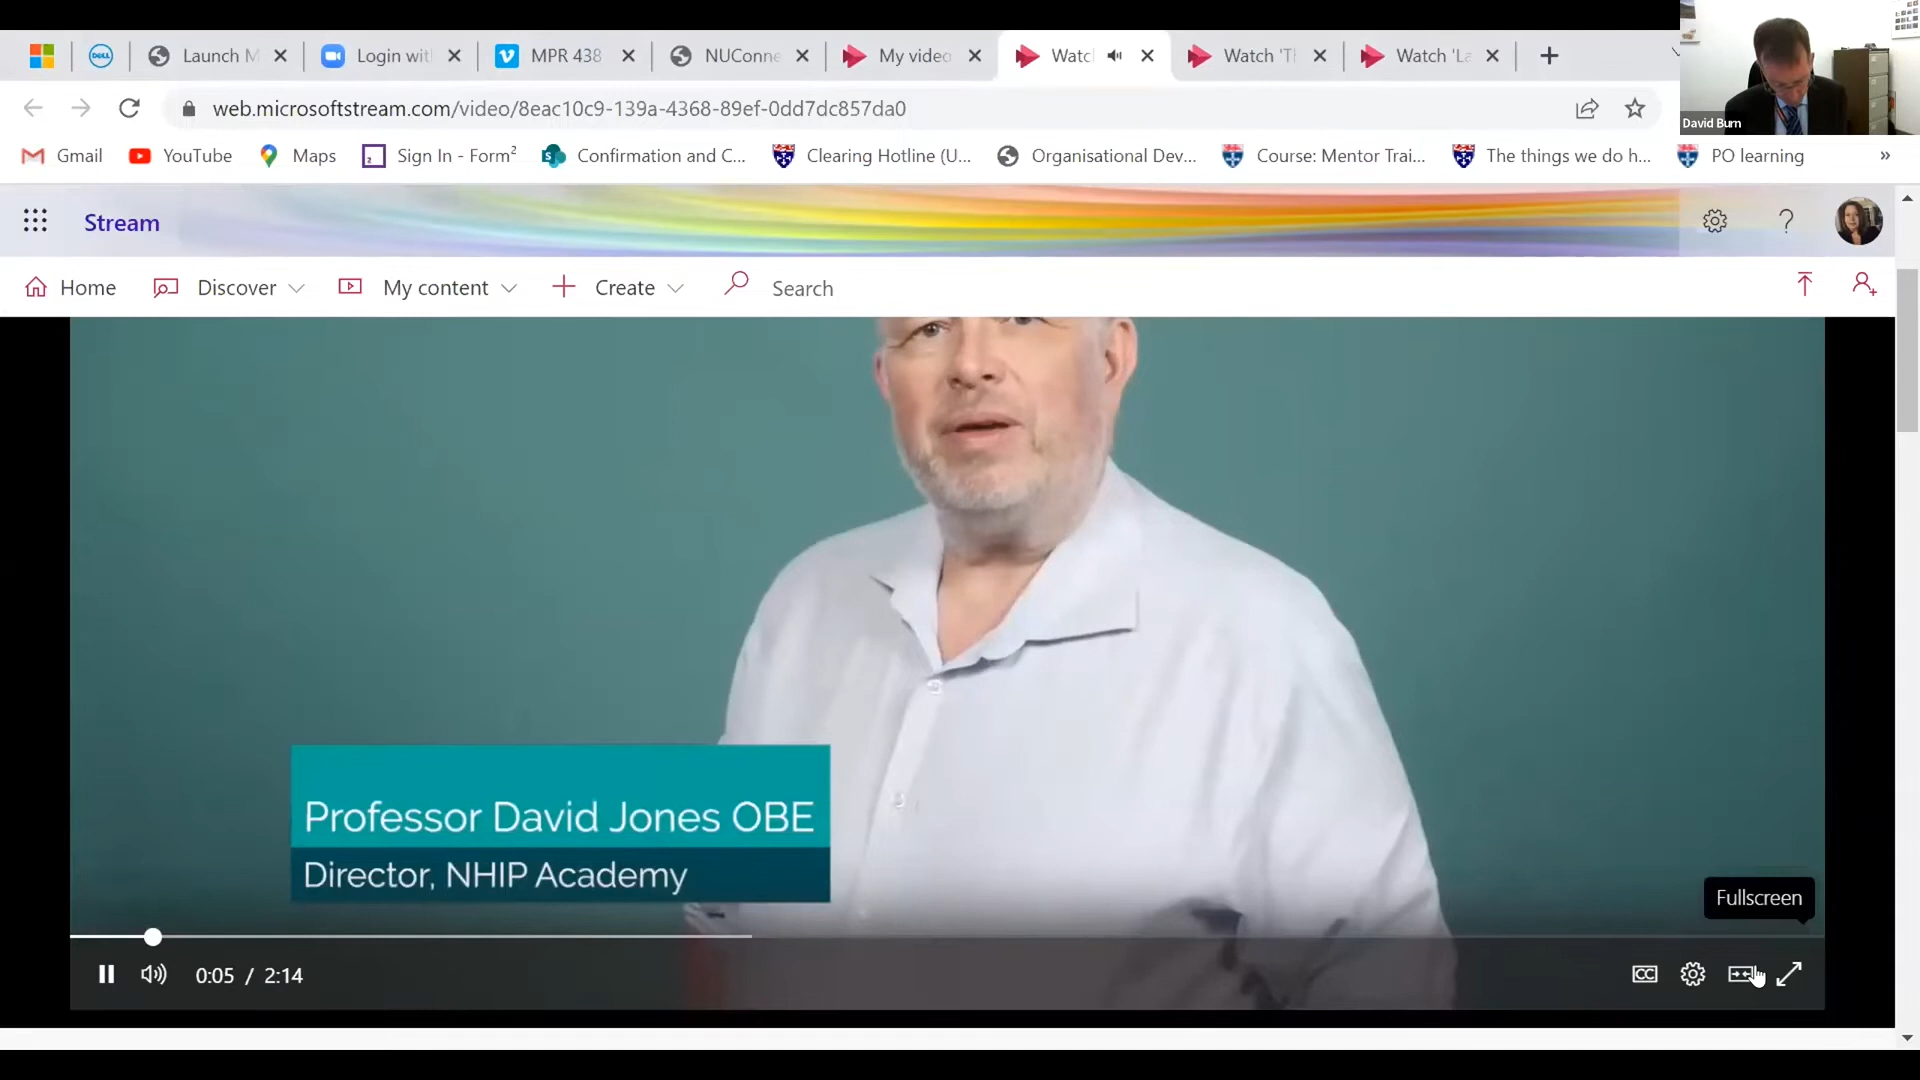 Launch M
Login wit
MPR 438
NUConne
My video
Watc
Watch 'T
Watch 'La
web.microsoftstream.com/video/8eac10c9-139a-4368-89ef-0dd7dc857da0
David Burn
Gmail
YouTube
Maps
Sign In - Form²
Confirmation and C...
Clearing Hotline (U...
Organisational Dev...
Course: Mentor Trai...
The things we do h...
PO learning
Stream
Home
Discover
My content
Create
Search
Professor David Jones OBE
Director, NHIP Academy
Fullscreen
0:05 / 2:14
CC